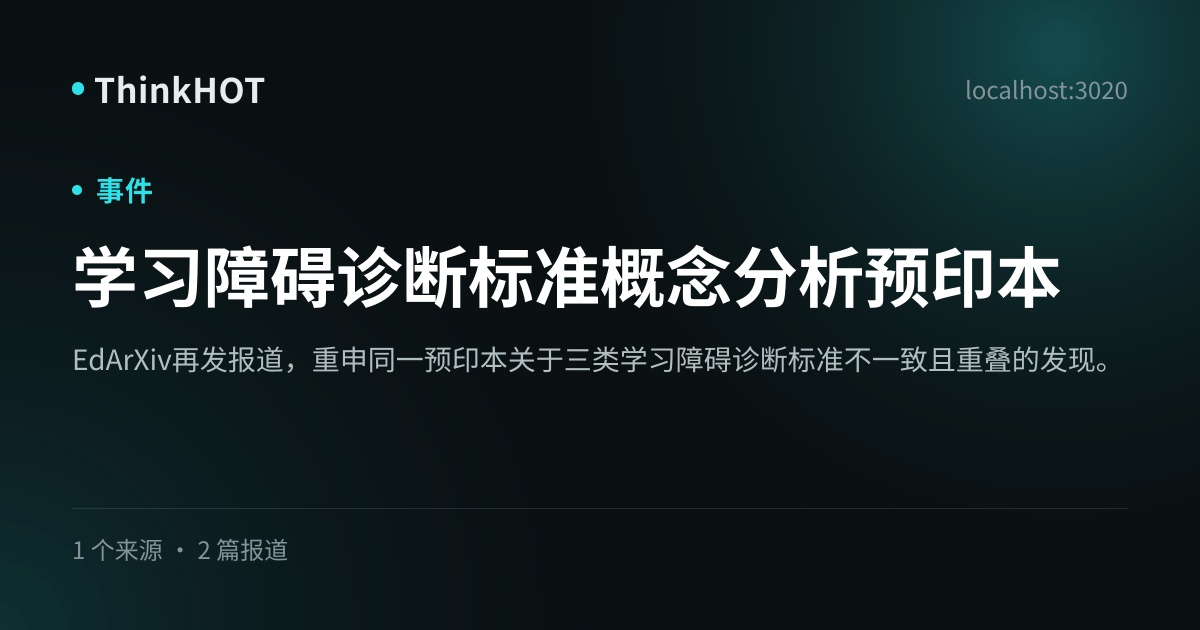 ThinkHOT
localhost:3020
事件
学习障碍诊断标准概念分析预印本
EdArXiv再发报道，重申同一预印本关于三类学习障碍诊断标准不一致且重叠的发现。
1 个来源 · 2 篇报道